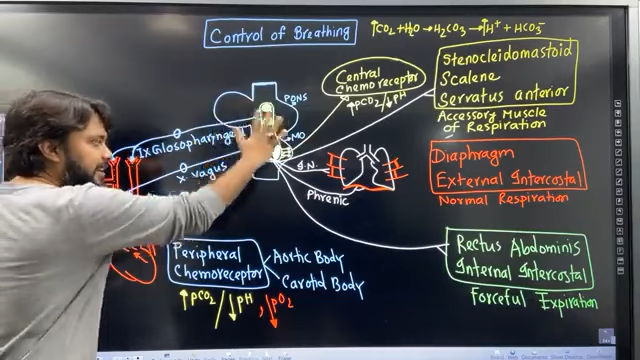 Control of Breathing
↑CO₂ + H₂O → H₂CO₃ → ↑H⁺ + HCO₃⁻
Central
Chemoreceptor
↑PCO₂/↓PH
Stenocleidomastoid
Scalene
Serratus anterior
Accessory Muscle
of Respiration
PONS
MO
IX Glosopharynge
X vagus
I.N.
Phrenic
Diaphragm
External Intercostal
Normal Respiration
Peripheral
Chemoreceptor
Aortic Body
Carotid Body
↑PCO₂/↓PH, ↓PO₂
Rectus Abdominis
Internal Intercostal
Forceful Expiration